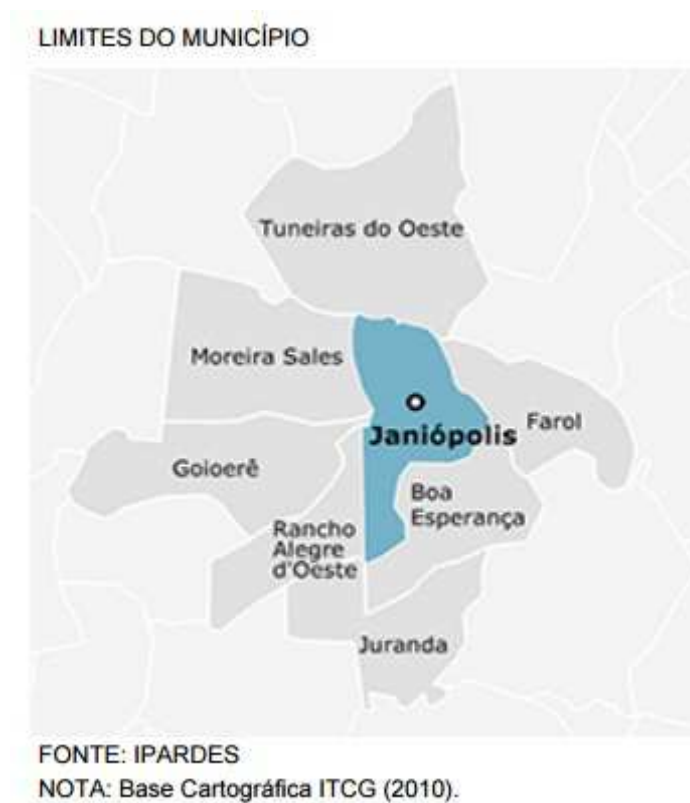 LIMITES DO MUNICÍPIO
Tuneiras do Oeste
Moreira Sales
Janiópolis
Farol
Goioerê
Boa
Esperança
Rancho
Alegre
d'Oeste
Juranda
FONTE: IPARDES
NOTA: Base Cartográfica ITCG (2010).